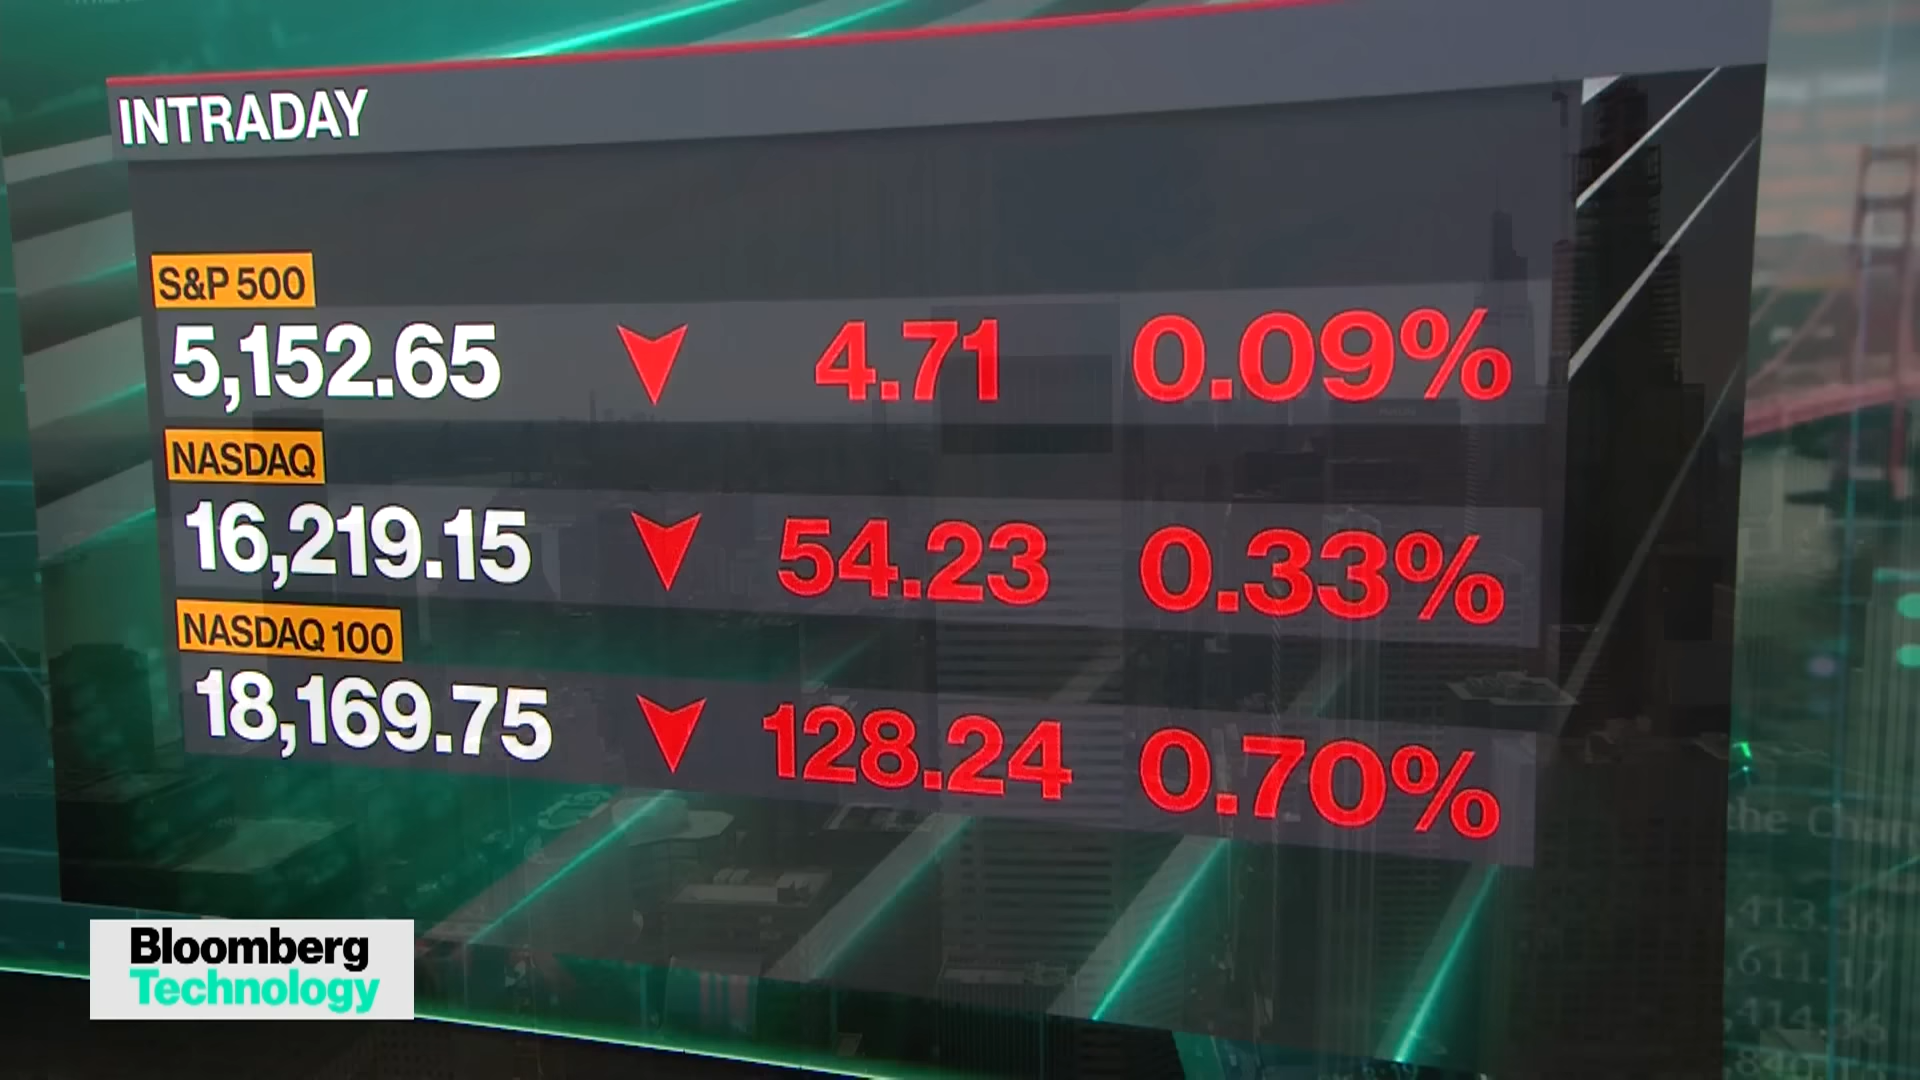 INTRADAY
S&P 500
5,152.65 ▼ 4.71 0.09%
NASDAQ
16,219.15 ▼ 54.23 0.33%
NASDAQ 100
18,169.75 ▼ 128.24 0.70%
Bloomberg
Technology